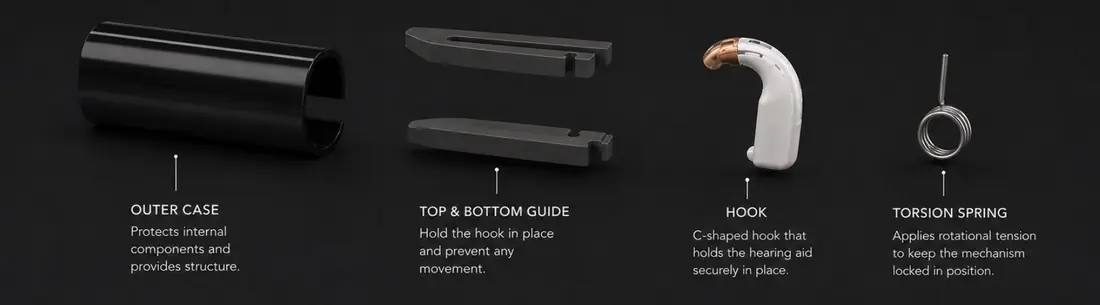 OUTER CASE
Protects internal
components and
provides structure.
TOP & BOTTOM GUIDE
Hold the hook in place
and prevent any
movement.
HOOK
C-shaped hook that
holds the hearing aid
securely in place.
TORSION SPRING
Applies rotational tension
to keep the mechanism
locked in position.